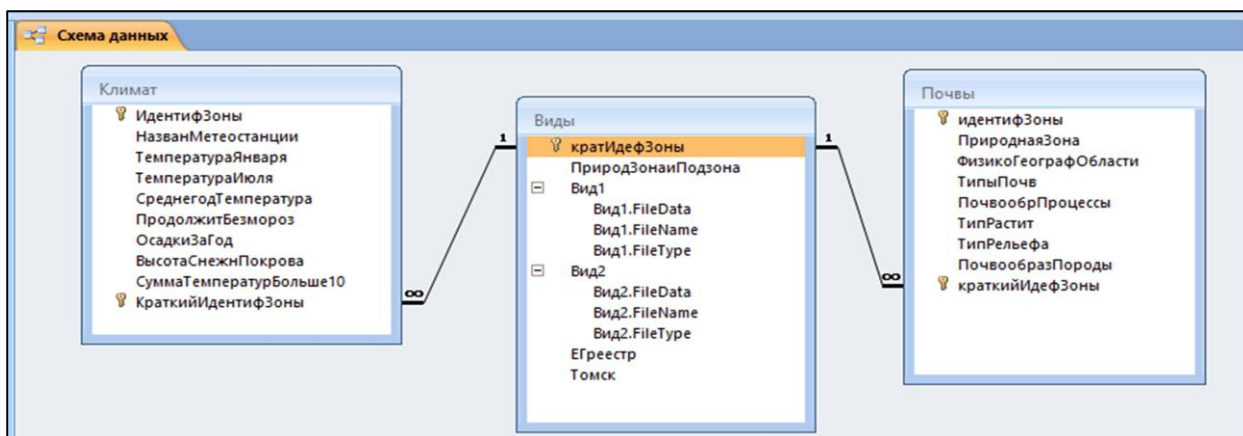 Схема данных
Климат
ИдентифЗоны
НазванМетеостанции
ТемператураЯнваря
ТемператураИюля
СреднегодТемпература
ПродолжитБезмороз
ОсадкиЗаГод
ВысотаСнежнПокрова
СуммаТемпературБольше10
КраткийИдентифЗоны
1
∞
Виды
кратИдефЗоны
ПриродЗонаиПодзона
Вид1
Вид1.FileData
Вид1.FileName
Вид1.FileType
Вид2
Вид2.FileData
Вид2.FileName
Вид2.FileType
ЕГреестр
Томск
1
∞
Почвы
идентифЗоны
ПрироднаяЗона
ФизикоГеографОбласти
ТипыПочв
ПочвообрПроцессы
ТипРастит
ТипРельефа
ПочвообразПороды
краткийИдефЗоны